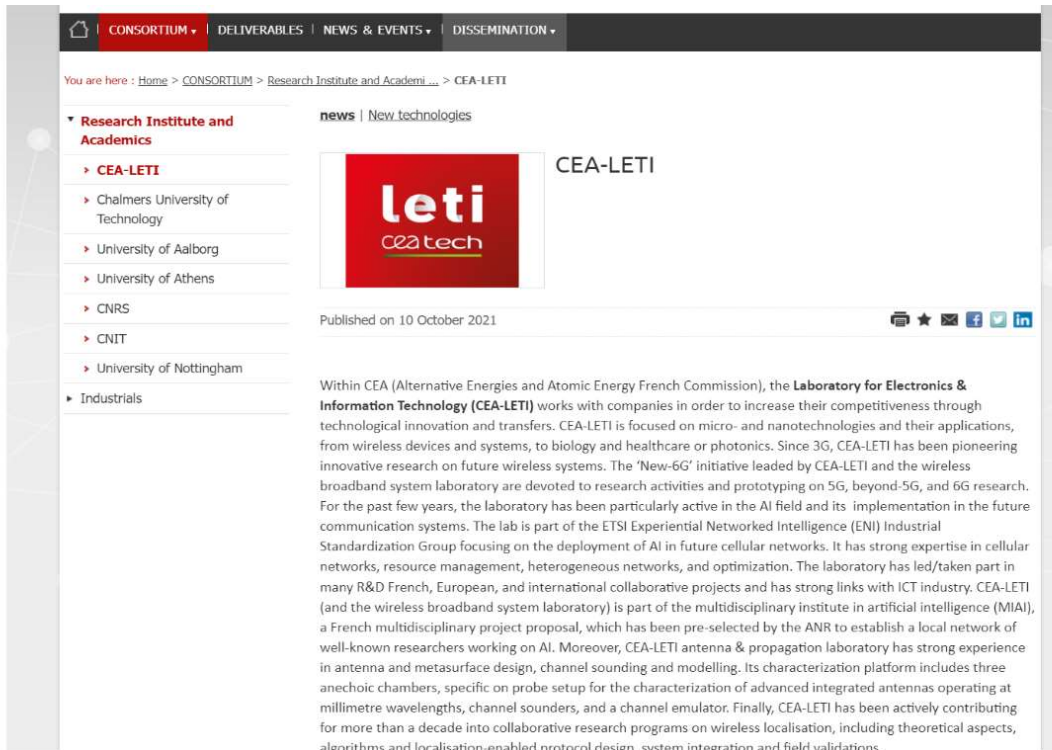 CONSORTIUM ▾ | DELIVERABLES | NEWS & EVENTS ▾ | DISSEMINATION ▾
You are here : Home > CONSORTIUM > Research Institute and Academi ... > CEA-LETI
Research Institute and
Academics
CEA-LETI
Chalmers University of
Technology
University of Aalborg
University of Athens
CNRS
CNIT
University of Nottingham
Industrials
news | New technologies
leti
ceatech
CEA-LETI
Published on 10 October 2021
Within CEA (Alternative Energies and Atomic Energy French Commission), the Laboratory for Electronics &
Information Technology (CEA-LETI) works with companies in order to increase their competitiveness through
technological innovation and transfers. CEA-LETI is focused on micro- and nanotechnologies and their applications,
from wireless devices and systems, to biology and healthcare or photonics. Since 3G, CEA-LETI has been pioneering
innovative research on future wireless systems. The ‘New-6G’ initiative leaded by CEA-LETI and the wireless
broadband system laboratory are devoted to research activities and prototyping on 5G, beyond-5G, and 6G research.
For the past few years, the laboratory has been particularly active in the AI field and its implementation in the future
communication systems. The lab is part of the ETSI Experiential Networked Intelligence (ENI) Industrial
Standardization Group focusing on the deployment of AI in future cellular networks. It has strong expertise in cellular
networks, resource management, heterogeneous networks, and optimization. The laboratory has led/taken part in
many R&D French, European, and international collaborative projects and has strong links with ICT industry. CEA-LETI
(and the wireless broadband system laboratory) is part of the multidisciplinary institute in artificial intelligence (MIAI),
a French multidisciplinary project proposal, which has been pre-selected by the ANR to establish a local network of
well-known researchers working on AI. Moreover, CEA-LETI antenna & propagation laboratory has strong experience
in antenna and metasurface design, channel sounding and modelling. Its characterization platform includes three
anechoic chambers, specific on probe setup for the characterization of advanced integrated antennas operating at
millimetre wavelengths, channel sounders, and a channel emulator. Finally, CEA-LETI has been actively contributing
for more than a decade into collaborative research programs on wireless localisation, including theoretical aspects,
algorithms and localisation-enabled protocol design, system integration and field validations.